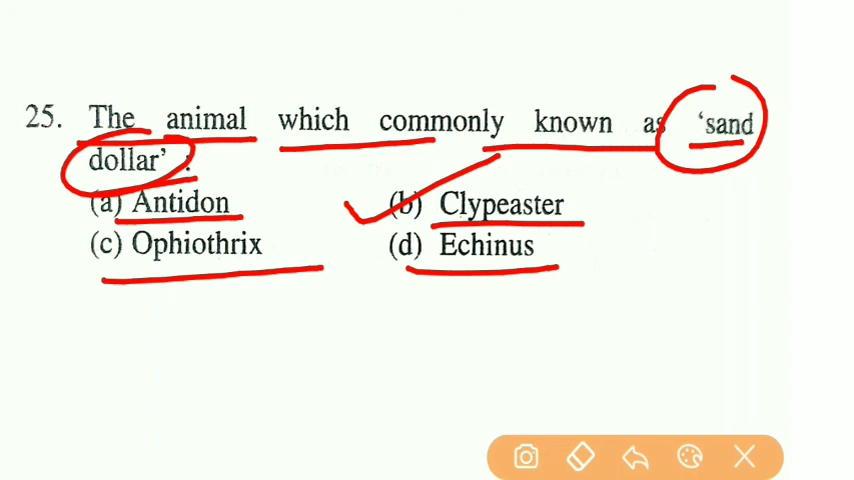 25. The animal which commonly known as ‘sand
dollar’ :
(a) Antidon (b) Clypeaster
(c) Ophiothrix (d) Echinus